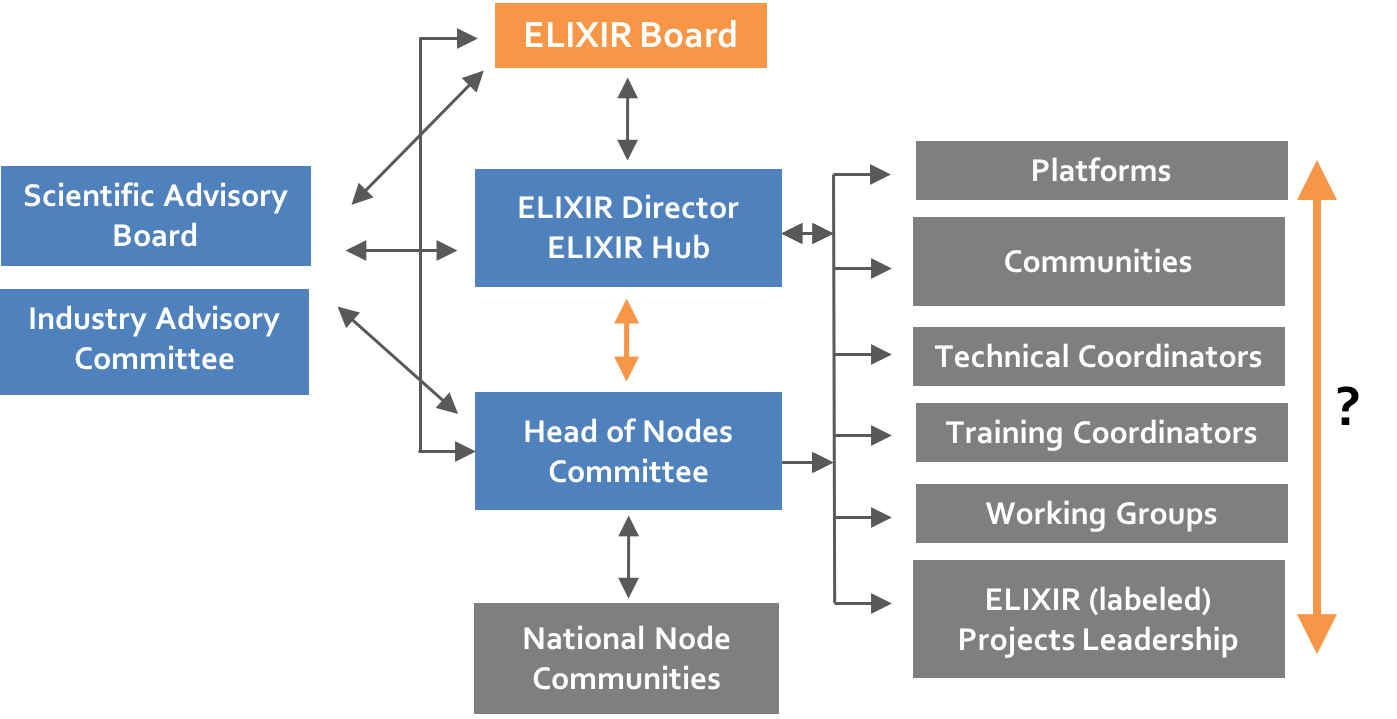 ELIXIR Board
Scientific Advisory
Board
Industry Advisory
Committee
ELIXIR Director
ELIXIR Hub
Head of Nodes
Committee
National Node
Communities
Platforms
Communities
Technical Coordinators
Training Coordinators
Working Groups
ELIXIR (labeled)
Projects Leadership
?